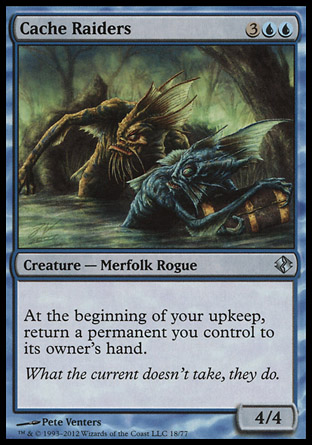 Cache Raiders 3
Creature — Merfolk Rogue
At the beginning of your upkeep,
return a permanent you control to
its owner's hand.
What the current doesn't take, they do.
4/4
Pete Venters
™ & © 1993-2012 Wizards of the Coast LLC 18/77